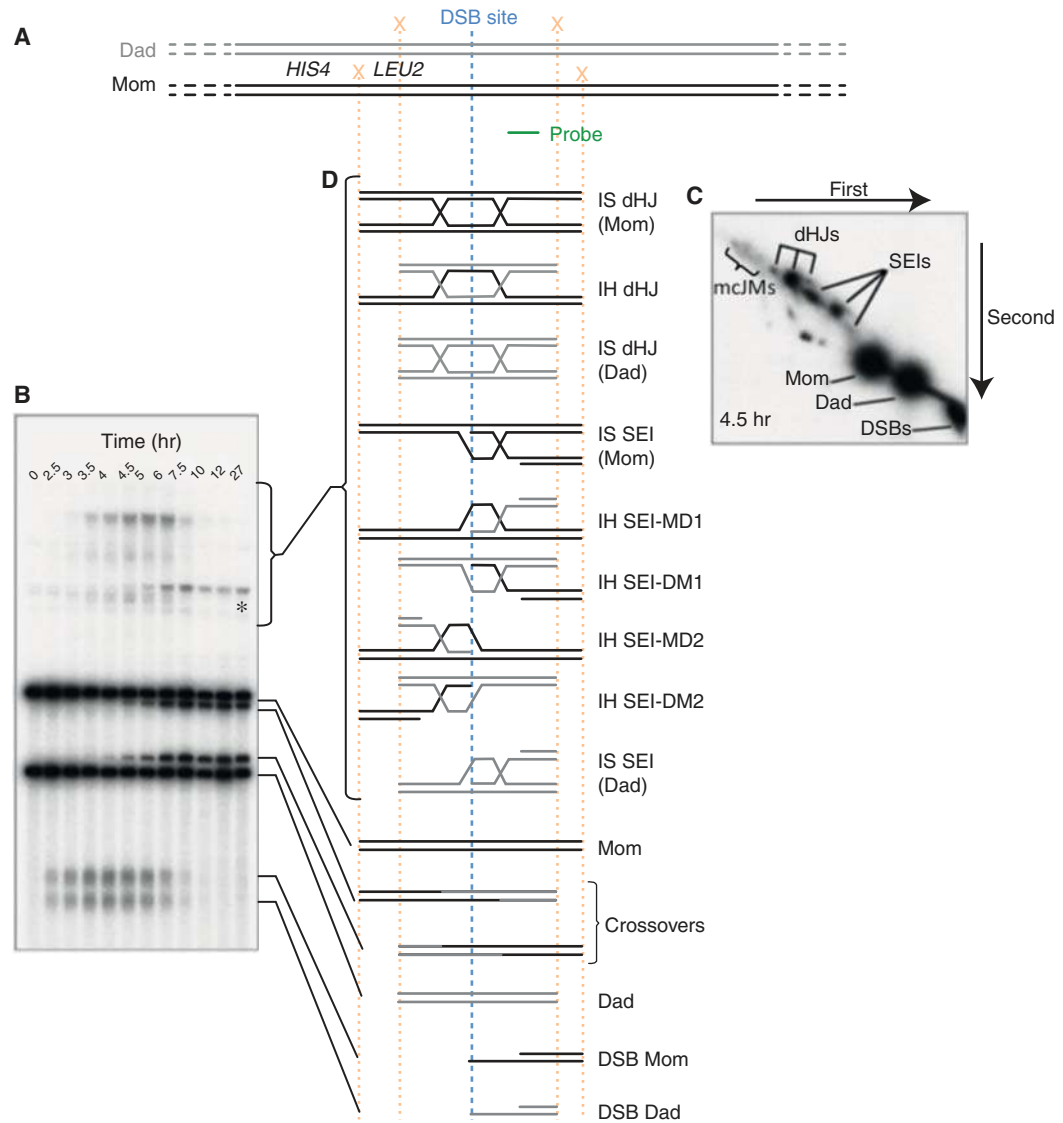 A
DSB site
X
X
Dad
HIS4
X
LEU2
X
Mom
Probe
D
IS dHJ
(Mom)
IH dHJ
IS dHJ
(Dad)
IS SEI
(Mom)
IH SEI-MD1
IH SEI-DM1
IH SEI-MD2
IH SEI-DM2
IS SEI
(Dad)
Mom
Crossovers
Dad
DSB Mom
DSB Dad
C
First
dHJs
SEIs
mcJMs
Second
Mom
Dad
DSBs
4.5 hr
B
Time (hr)
0 2.5 3 3.5 4 4.5 5 6 7.5 10 12 27
*